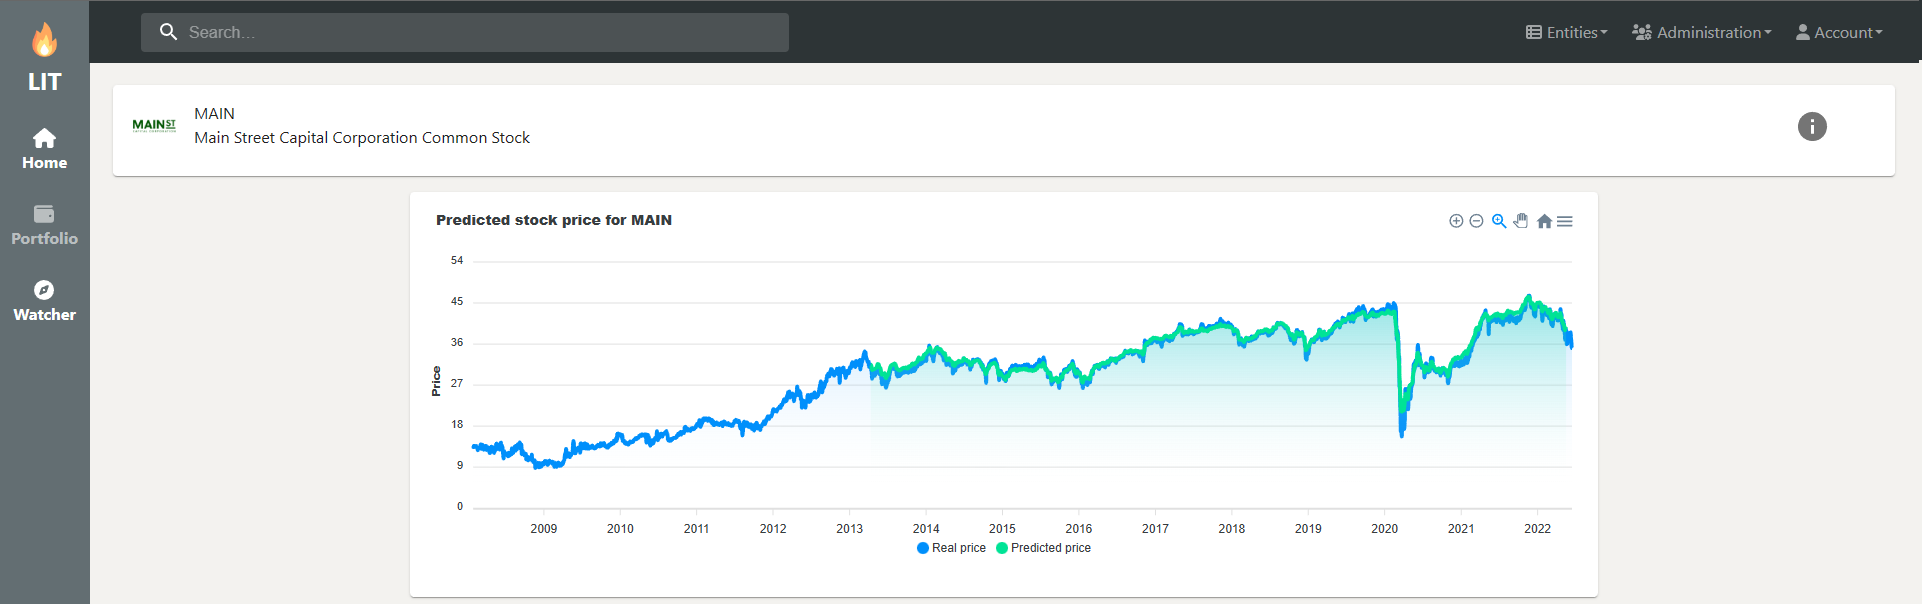 LIT
Home
Portfolio
Watcher
Search...
Entities
Administration
Account
MAIN ST
MAIN
Main Street Capital Corporation Common Stock
Predicted stock price for MAIN
Price
54
45
36
27
18
9
0
2009 2010 2011 2012 2013 2014 2015 2016 2017 2018 2019 2020 2021 2022
Real price Predicted price